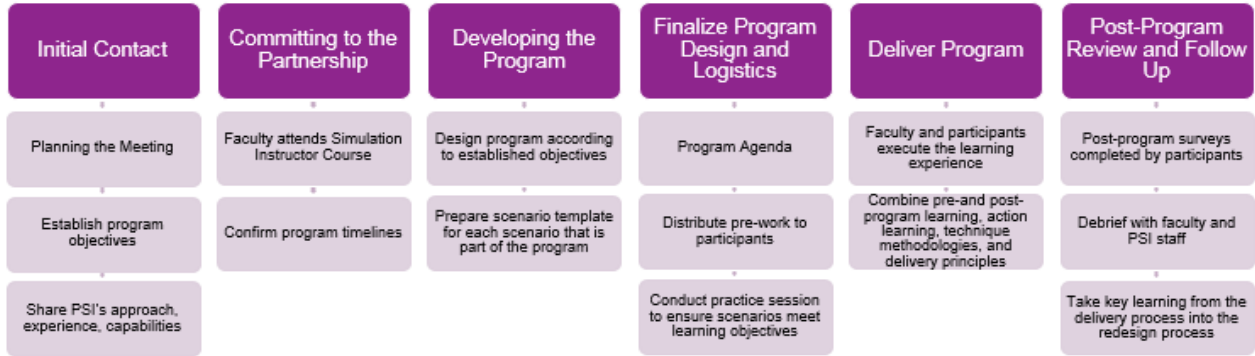 Initial Contact
Planning the Meeting
Establish program
objectives
Share PSI's approach,
experience, capabilities
Committing to the
Partnership
Faculty attends Simulation
Instructor Course
Confirm program timelines
Developing the
Program
Design program according
to established objectives
Prepare scenario template
for each scenario that is
part of the program
Finalize Program
Design and
Logistics
Program Agenda
Distribute pre-work to
participants
Conduct practice session
to ensure scenarios meet
learning objectives
Deliver Program
Faculty and participants
execute the learning
experience
Combine pre-and post-
program learning, action
learning, technique
methodologies, and
delivery principles
Post-Program
Review and Follow
Up
Post-program surveys
completed by participants
Debrief with faculty and
PSI staff
Take key learning from the
delivery process into the
redesign process